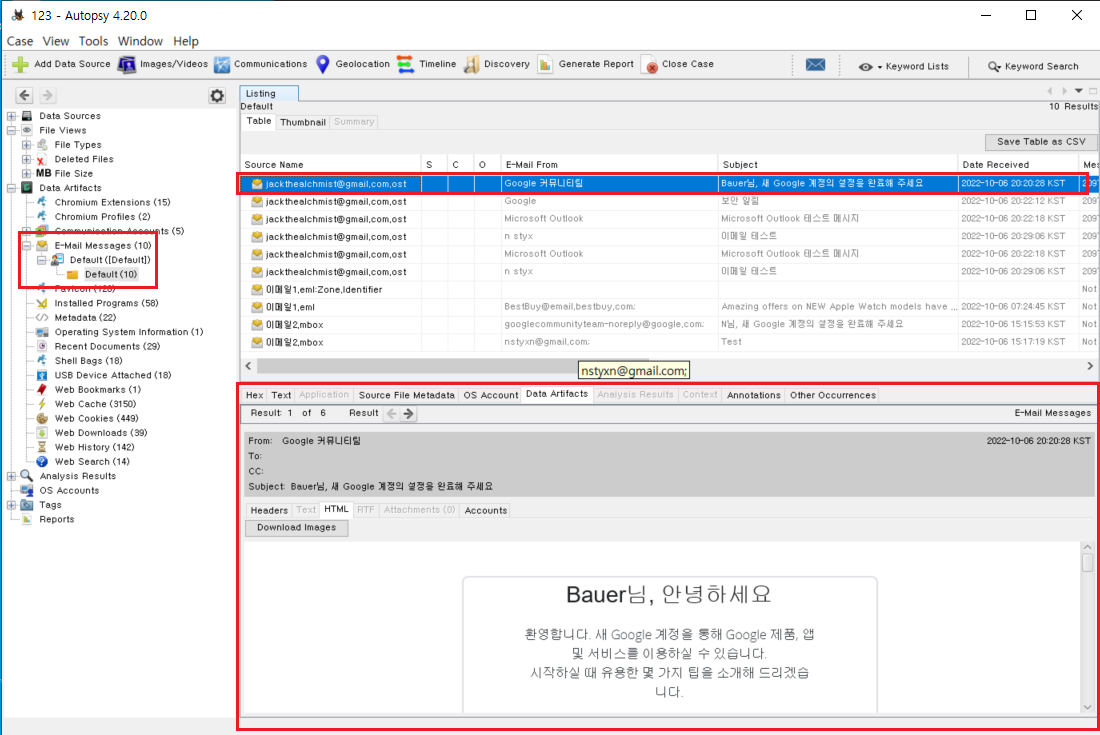 123 - Autopsy 4.20.0
Case View Tools Window Help
Add Data Source Images/Videos Communications Geolocation Timeline Discovery Generate Report Close Case Keyword Lists Keyword Search
Data Sources
File Views
File Types
Deleted Files
MB File Size
Data Artifacts
Chromium Extensions (15)
Chromium Profiles (2)
Communication Accounts (5)
E-Mail Messages (10)
Default ([Default])
Default (10)
Installed Programs (58)
Metadata (22)
Operating System Information (1)
Recent Documents (29)
Shell Bags (18)
USB Device Attached (18)
Web Bookmarks (1)
Web Cache (3150)
Web Cookies (449)
Web Downloads (39)
Web History (142)
Web Search (14)
Analysis Results
OS Accounts
Tags
Reports
Listing
Default
10 Results
Table Thumbnail Summary
Save Table as CSV
Source Name S C O E-Mail From Subject Date Received Mes
jackthealchmist@gmail,com,ost Google 커뮤니티팀 Bauer님, 새 Google 계정의 설정을 완료해 주세요 2022-10-06 20:20:28 KST 2097
jackthealchmist@gmail,com,ost Google 보안 알림 2022-10-06 20:22:12 KST 2097
jackthealchmist@gmail,com,ost Microsoft Outlook Microsoft Outlook 테스트 메시지 2022-10-06 20:22:18 KST 2097
jackthealchmist@gmail,com,ost n styx 이메일 테스트 2022-10-06 20:29:06 KST 2097
jackthealchmist@gmail,com,ost Microsoft Outlook Microsoft Outlook 테스트 메시지 2022-10-06 20:22:18 KST 2097
jackthealchmist@gmail,com,ost n styx 이메일 테스트 2022-10-06 20:29:06 KST 2097
이메일1,eml:Zone,Identifier Not
이메일1,eml BestBuy@email,bestbuy,com; Amazing offers on NEW Apple Watch models have ... 2022-10-06 07:24:45 KST Not
이메일2,mbox googlecommunityteam-noreply@google,com; N님, 새 Google 계정의 설정을 완료해 주세요 2022-10-06 15:15:53 KST Not
이메일2,mbox nstyxn@gmail,com; Test 2022-10-06 15:17:19 KST Not
nstyxn@gmail.com;
Hex Text Application Source File Metadata OS Account Data Artifacts Analysis Results Context Annotations Other Occurrences
Result: 1 of 6 Result E-Mail Messages
From: Google 커뮤니티팀 2022-10-06 20:20:28 KST
To:
CC:
Subject: Bauer님, 새 Google 계정의 설정을 완료해 주세요
Headers Text HTML RTF Attachments (0) Accounts
Download Images
Bauer님, 안녕하세요
환영합니다. 새 Google 계정을 통해 Google 제품, 앱
및 서비스를 이용하실 수 있습니다.
시작하실 때 유용한 몇 가지 팁을 소개해 드리겠습
니다.